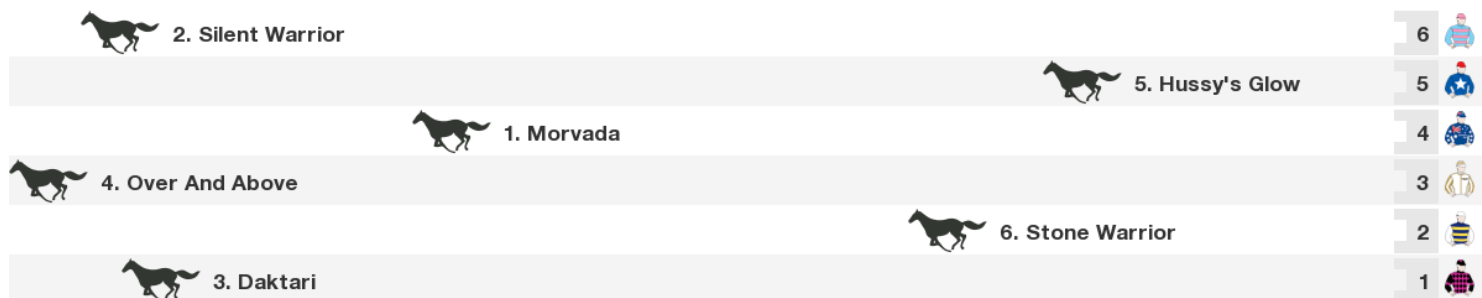 2. Silent Warrior 6
5. Hussy's Glow 5
1. Morvada 4
4. Over And Above 3
6. Stone Warrior 2
3. Daktari 1